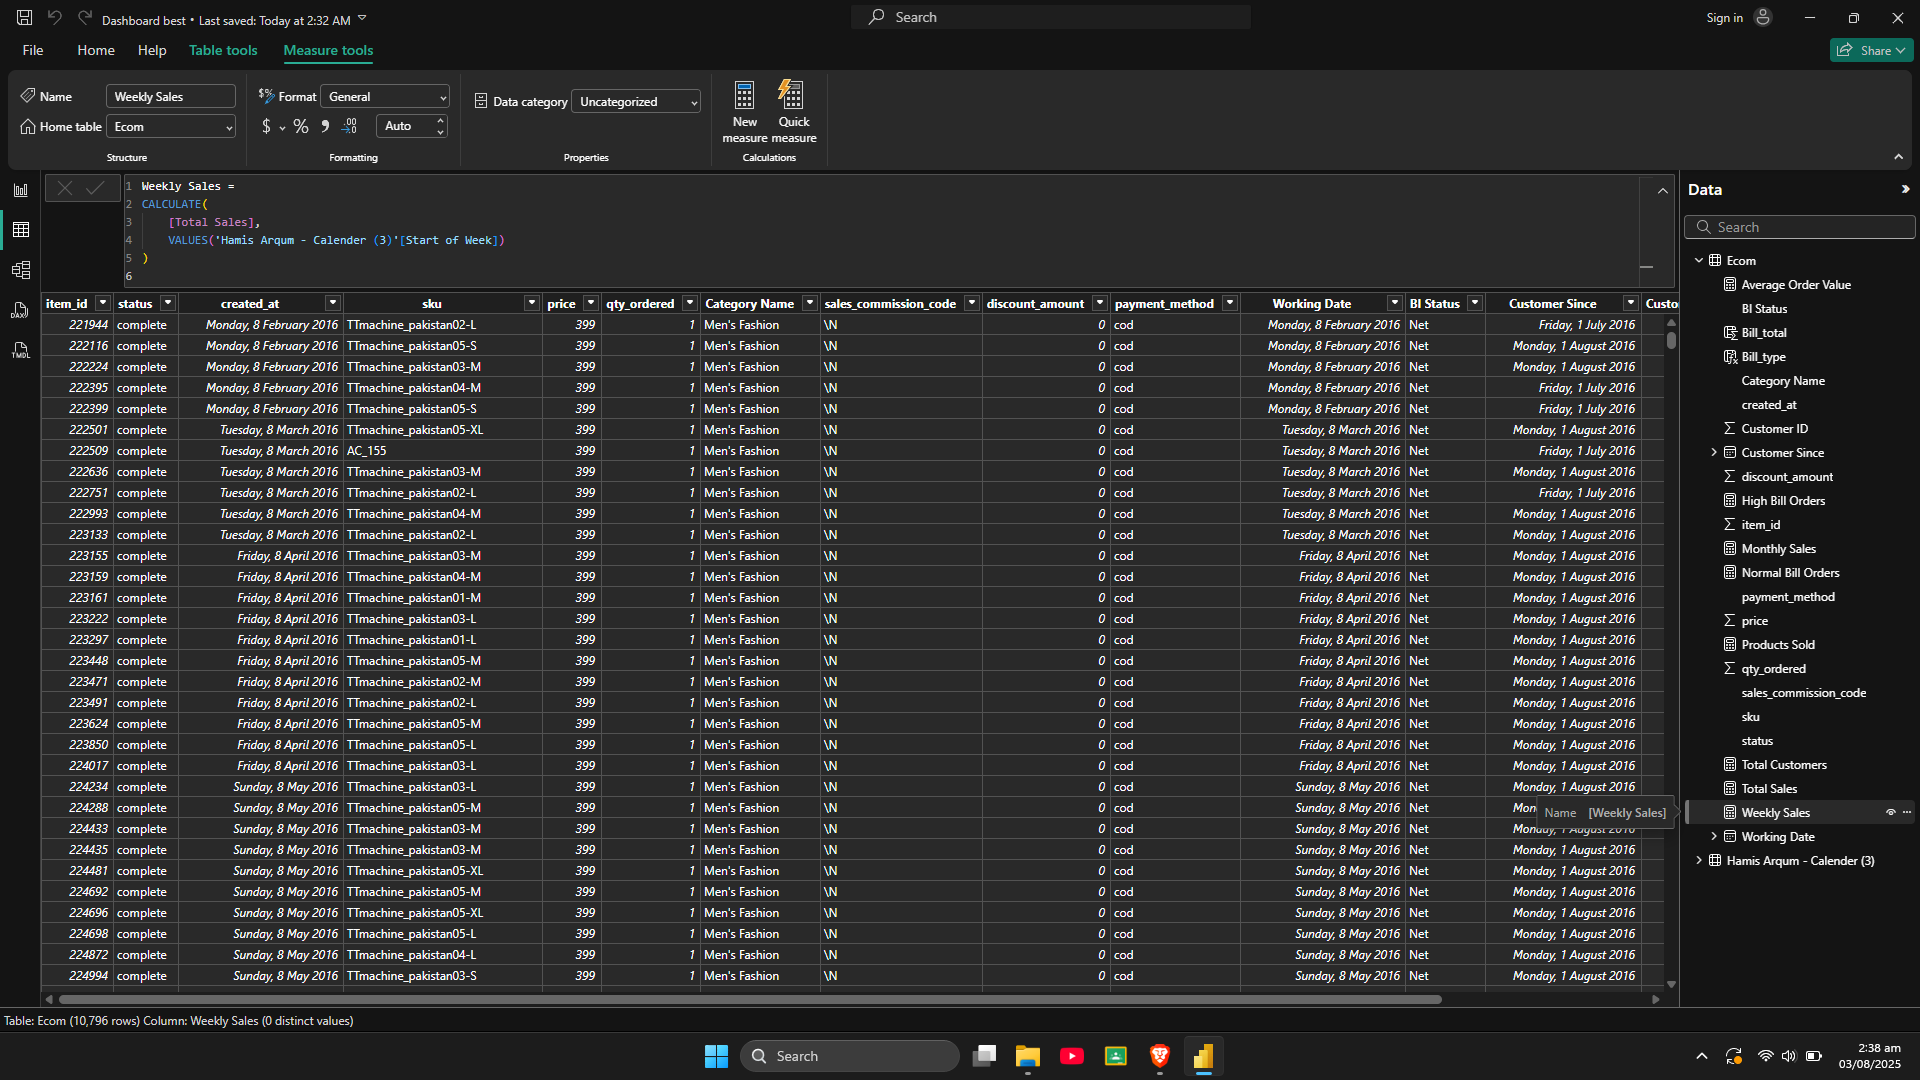 Dashboard best • Last saved: Today at 2:32 AM
Search
Sign in
File Home Help Table tools Measure tools
Share
Name Weekly Sales
Home table Ecom
Structure
Format General
$ % Auto
Formatting
Data category Uncategorized
Properties
New measure
Quick measure
Calculations
1 Weekly Sales =
2 CALCULATE(
3 [Total Sales],
4 VALUES('Hamis Arqum - Calender (3)'[Start of Week])
5 )
6
item_id status created_at sku price qty_ordered Category Name sales_commission_code discount_amount payment_method Working Date BI Status Customer Since Custo
221944 complete Monday, 8 February 2016 TTmachine_pakistan02-L 399 1 Men's Fashion \N 0 cod Monday, 8 February 2016 Net Friday, 1 July 2016
222116 complete Monday, 8 February 2016 TTmachine_pakistan05-S 399 1 Men's Fashion \N 0 cod Monday, 8 February 2016 Net Monday, 1 August 2016
222224 complete Monday, 8 February 2016 TTmachine_pakistan03-M 399 1 Men's Fashion \N 0 cod Monday, 8 February 2016 Net Monday, 1 August 2016
222395 complete Monday, 8 February 2016 TTmachine_pakistan04-M 399 1 Men's Fashion \N 0 cod Monday, 8 February 2016 Net Friday, 1 July 2016
222399 complete Monday, 8 February 2016 TTmachine_pakistan05-S 399 1 Men's Fashion \N 0 cod Monday, 8 February 2016 Net Friday, 1 July 2016
222501 complete Tuesday, 8 March 2016 TTmachine_pakistan05-XL 399 1 Men's Fashion \N 0 cod Tuesday, 8 March 2016 Net Monday, 1 August 2016
222509 complete Tuesday, 8 March 2016 AC_155 399 1 Men's Fashion \N 0 cod Tuesday, 8 March 2016 Net Friday, 1 July 2016
222636 complete Tuesday, 8 March 2016 TTmachine_pakistan03-M 399 1 Men's Fashion \N 0 cod Tuesday, 8 March 2016 Net Monday, 1 August 2016
222751 complete Tuesday, 8 March 2016 TTmachine_pakistan02-L 399 1 Men's Fashion \N 0 cod Tuesday, 8 March 2016 Net Friday, 1 July 2016
222993 complete Tuesday, 8 March 2016 TTmachine_pakistan04-M 399 1 Men's Fashion \N 0 cod Tuesday, 8 March 2016 Net Monday, 1 August 2016
223133 complete Tuesday, 8 March 2016 TTmachine_pakistan02-L 399 1 Men's Fashion \N 0 cod Tuesday, 8 March 2016 Net Monday, 1 August 2016
223155 complete Friday, 8 April 2016 TTmachine_pakistan03-M 399 1 Men's Fashion \N 0 cod Friday, 8 April 2016 Net Monday, 1 August 2016
223159 complete Friday, 8 April 2016 TTmachine_pakistan04-M 399 1 Men's Fashion \N 0 cod Friday, 8 April 2016 Net Monday, 1 August 2016
223161 complete Friday, 8 April 2016 TTmachine_pakistan01-M 399 1 Men's Fashion \N 0 cod Friday, 8 April 2016 Net Monday, 1 August 2016
223222 complete Friday, 8 April 2016 TTmachine_pakistan03-L 399 1 Men's Fashion \N 0 cod Friday, 8 April 2016 Net Monday, 1 August 2016
223297 complete Friday, 8 April 2016 TTmachine_pakistan01-L 399 1 Men's Fashion \N 0 cod Friday, 8 April 2016 Net Monday, 1 August 2016
223448 complete Friday, 8 April 2016 TTmachine_pakistan05-M 399 1 Men's Fashion \N 0 cod Friday, 8 April 2016 Net Monday, 1 August 2016
223471 complete Friday, 8 April 2016 TTmachine_pakistan02-M 399 1 Men's Fashion \N 0 cod Friday, 8 April 2016 Net Monday, 1 August 2016
223491 complete Friday, 8 April 2016 TTmachine_pakistan02-L 399 1 Men's Fashion \N 0 cod Friday, 8 April 2016 Net Monday, 1 August 2016
223624 complete Friday, 8 April 2016 TTmachine_pakistan05-M 399 1 Men's Fashion \N 0 cod Friday, 8 April 2016 Net Monday, 1 August 2016
223850 complete Friday, 8 April 2016 TTmachine_pakistan05-L 399 1 Men's Fashion \N 0 cod Friday, 8 April 2016 Net Monday, 1 August 2016
224017 complete Friday, 8 April 2016 TTmachine_pakistan03-L 399 1 Men's Fashion \N 0 cod Friday, 8 April 2016 Net Monday, 1 August 2016
224234 complete Sunday, 8 May 2016 TTmachine_pakistan03-L 399 1 Men's Fashion \N 0 cod Sunday, 8 May 2016 Net Monday, 1 August 2016
224288 complete Sunday, 8 May 2016 TTmachine_pakistan05-M 399 1 Men's Fashion \N 0 cod Sunday, 8 May 2016 Net
224433 complete Sunday, 8 May 2016 TTmachine_pakistan03-M 399 1 Men's Fashion \N 0 cod Sunday, 8 May 2016 Net Monday, 1 August 2016
224435 complete Sunday, 8 May 2016 TTmachine_pakistan03-M 399 1 Men's Fashion \N 0 cod Sunday, 8 May 2016 Net Monday, 1 August 2016
224481 complete Sunday, 8 May 2016 TTmachine_pakistan05-XL 399 1 Men's Fashion \N 0 cod Sunday, 8 May 2016 Net Monday, 1 August 2016
224692 complete Sunday, 8 May 2016 TTmachine_pakistan05-M 399 1 Men's Fashion \N 0 cod Sunday, 8 May 2016 Net Monday, 1 August 2016
224696 complete Sunday, 8 May 2016 TTmachine_pakistan05-XL 399 1 Men's Fashion \N 0 cod Sunday, 8 May 2016 Net Monday, 1 August 2016
224698 complete Sunday, 8 May 2016 TTmachine_pakistan05-L 399 1 Men's Fashion \N 0 cod Sunday, 8 May 2016 Net Monday, 1 August 2016
224872 complete Sunday, 8 May 2016 TTmachine_pakistan04-L 399 1 Men's Fashion \N 0 cod Sunday, 8 May 2016 Net Monday, 1 August 2016
224994 complete Sunday, 8 May 2016 TTmachine_pakistan03-S 399 1 Men's Fashion \N 0 cod Sunday, 8 May 2016 Net Monday, 1 August 2016
Name [Weekly Sales]
Data
Search
Ecom
Average Order Value
BI Status
Bill_total
Bill_type
Category Name
created_at
Customer ID
Customer Since
discount_amount
High Bill Orders
item_id
Monthly Sales
Normal Bill Orders
payment_method
price
Products Sold
qty_ordered
sales_commission_code
sku
status
Total Customers
Total Sales
Weekly Sales
Working Date
Hamis Arqum - Calender (3)
DAX
TMDL
Table: Ecom (10,796 rows) Column: Weekly Sales (0 distinct values)
Search
2:38 am
03/08/2025